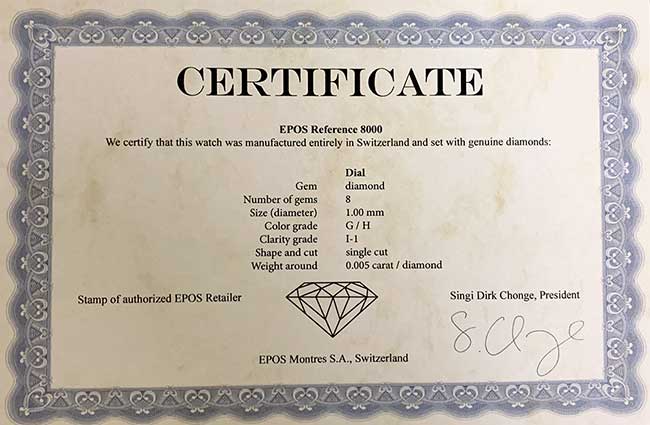 CERTIFICATE
EPOS Reference 8000
We certify that this watch was manufactured entirely in Switzerland and set with genuine diamonds:
Dial
Gem diamond
Number of gems 8
Size (diameter) 1.00 mm
Color grade G / H
Clarity grade I-1
Shape and cut single cut
Weight around 0.005 carat / diamond
Stamp of authorized EPOS Retailer
Singi Dirk Chonge, President
EPOS Montres S.A., Switzerland